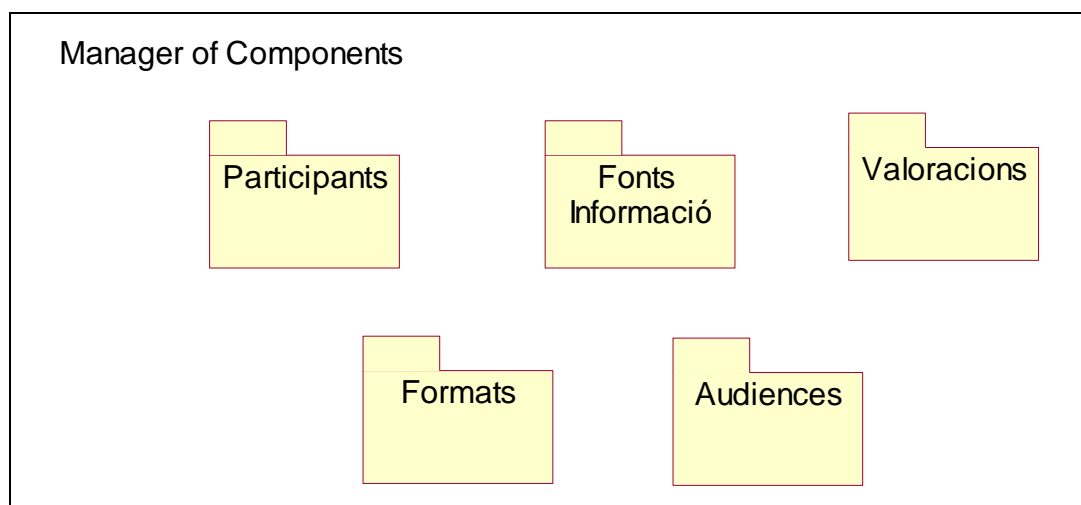 Manager of Components
Participants
Fonts
Informació
Valoracions
Formats
Audiences